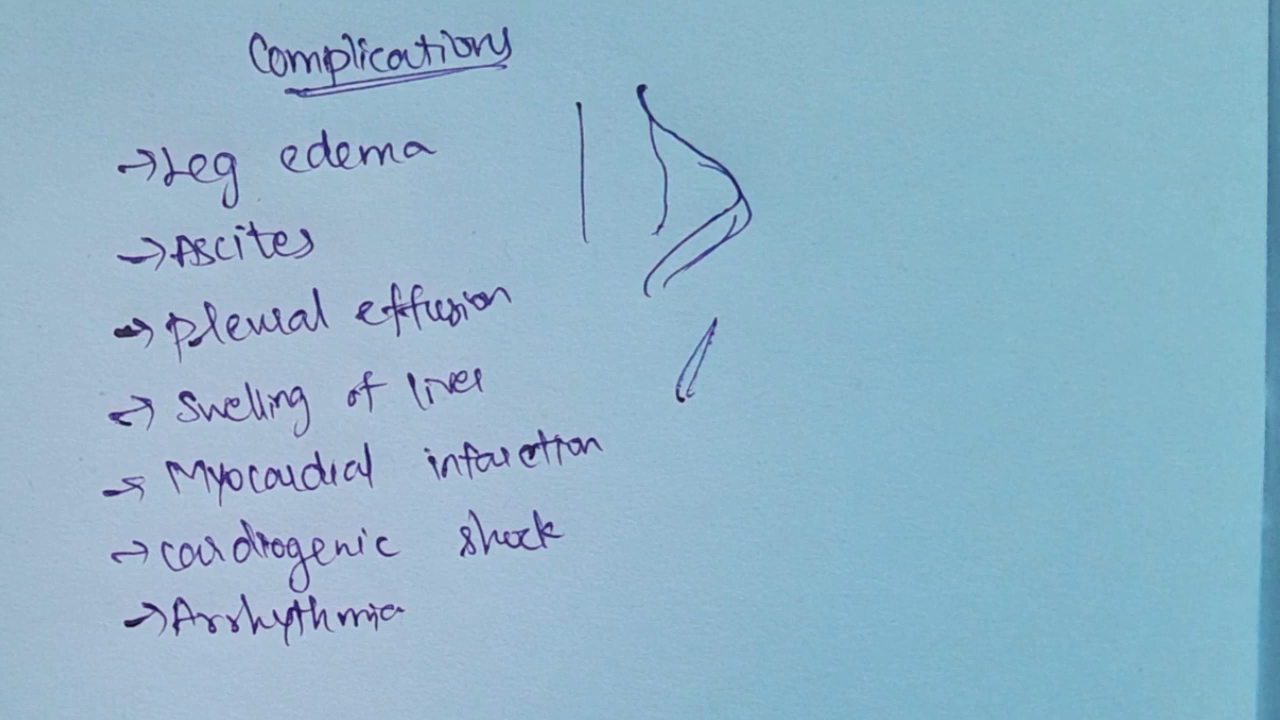 Complications
→ Leg edema
→ Ascites
→ Pleural effusion
→ Swelling of liver
→ Myocardial infarction
→ cardiogenic shock
→ Arrhythmia